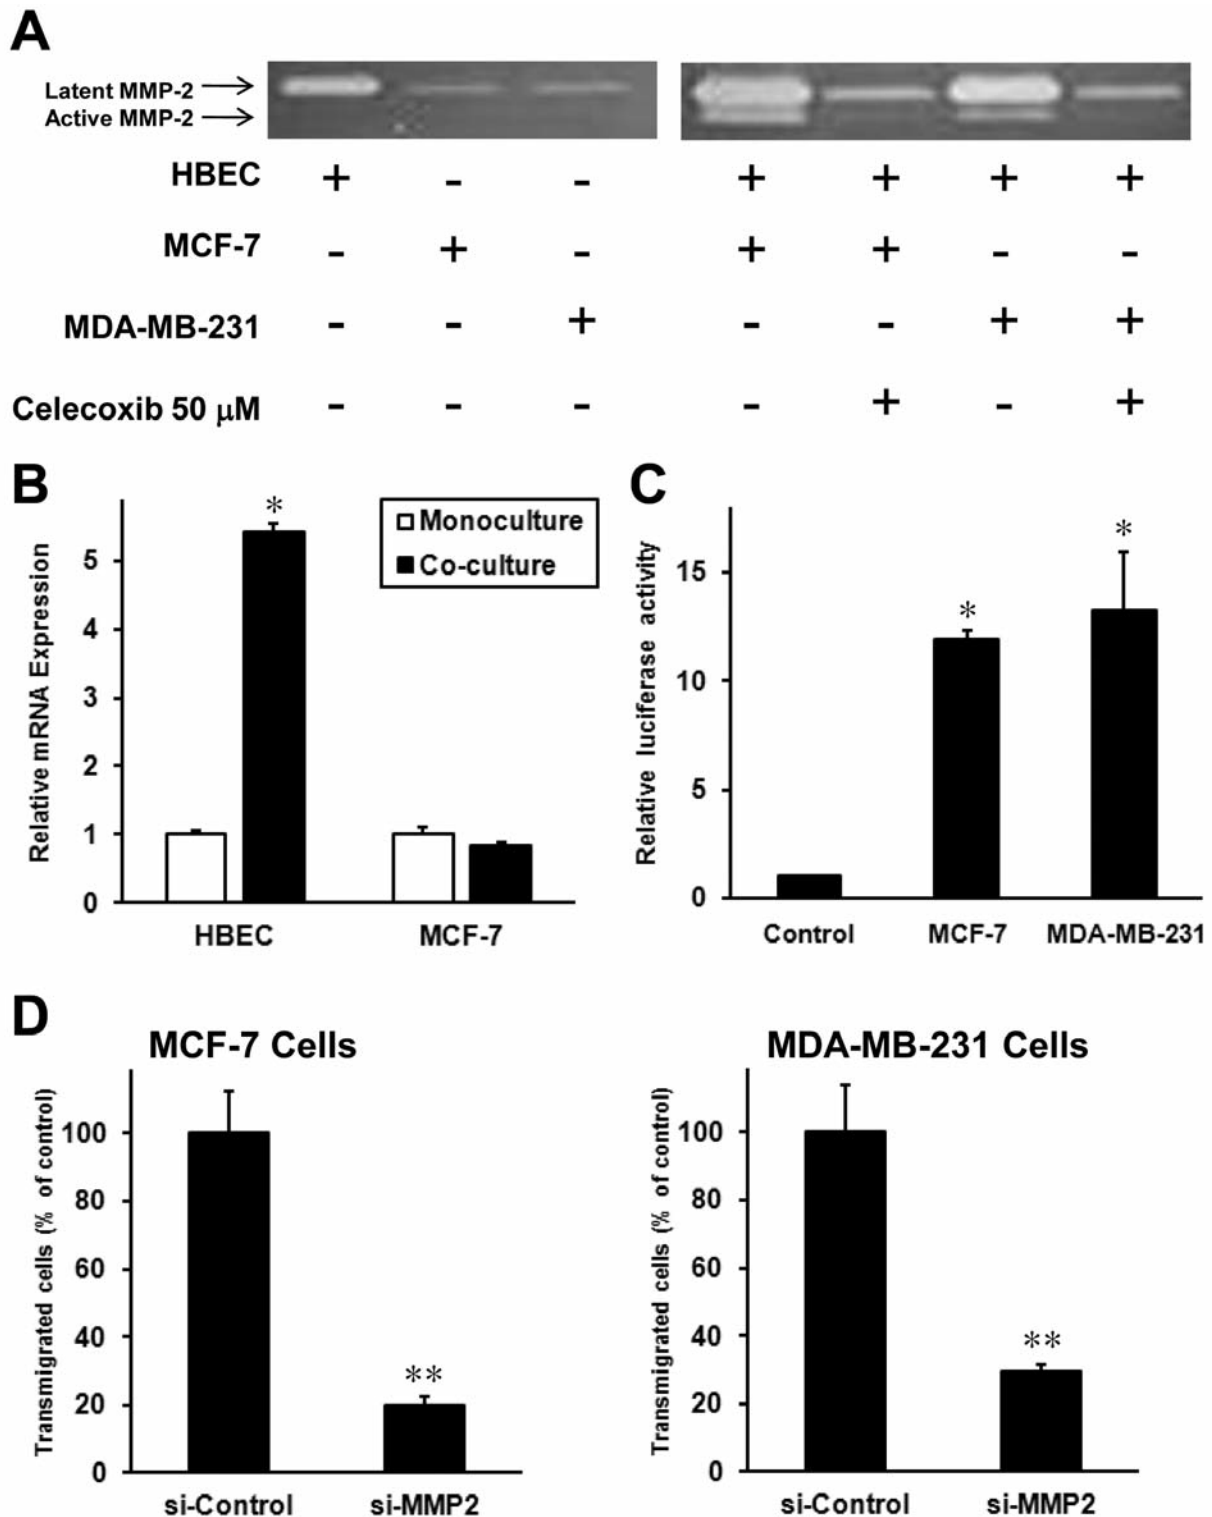 A
Latent MMP-2
Active MMP-2
HBEC + - - + + + +
MCF-7 - + - + + - -
MDA-MB-231 - - + - - + +
Celecoxib 50 μM - - - - + - +
B
Relative mRNA Expression
5
4
3
2
1
0
*
Monoculture
Co-culture
HBEC MCF-7
C
Relative luciferase activity
15
10
5
0
*
*
Control MCF-7 MDA-MB-231
D
MCF-7 Cells
Transmigrated cells (% of control)
100
80
60
40
20
0
**
si-Control si-MMP2
MDA-MB-231 Cells
Transmigrated cells (% of control)
100
80
60
40
20
0
**
si-Control si-MMP2